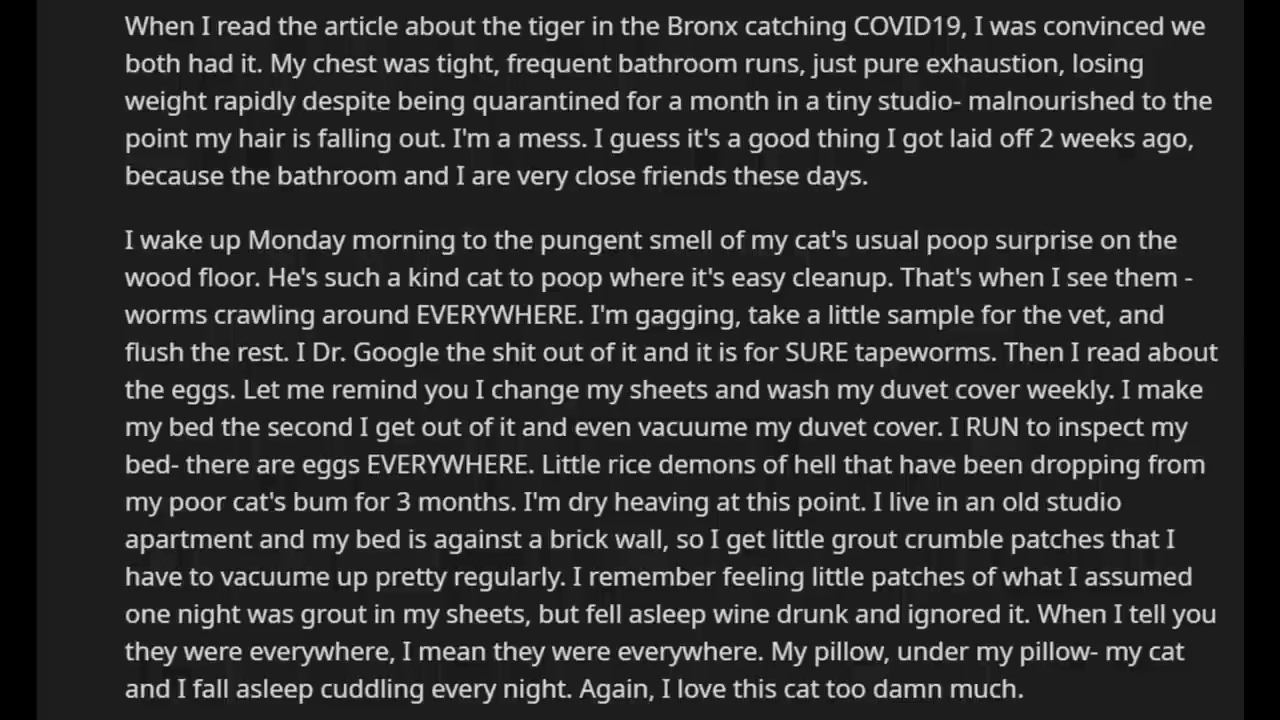 When I read the article about the tiger in the Bronx catching COVID19, I was convinced we
both had it. My chest was tight, frequent bathroom runs, just pure exhaustion, losing
weight rapidly despite being quarantined for a month in a tiny studio- malnourished to the
point my hair is falling out. I'm a mess. I guess it's a good thing I got laid off 2 weeks ago,
because the bathroom and I are very close friends these days.
I wake up Monday morning to the pungent smell of my cat's usual poop surprise on the
wood floor. He's such a kind cat to poop where it's easy cleanup. That's when I see them -
worms crawling around EVERYWHERE. I'm gagging, take a little sample for the vet, and
flush the rest. I Dr. Google the shit out of it and it is for SURE tapeworms. Then I read about
the eggs. Let me remind you I change my sheets and wash my duvet cover weekly. I make
my bed the second I get out of it and even vacuume my duvet cover. I RUN to inspect my
bed- there are eggs EVERYWHERE. Little rice demons of hell that have been dropping from
my poor cat's bum for 3 months. I'm dry heaving at this point. I live in an old studio
apartment and my bed is against a brick wall, so I get little grout crumble patches that I
have to vacuume up pretty regularly. I remember feeling little patches of what I assumed
one night was grout in my sheets, but fell asleep wine drunk and ignored it. When I tell you
they were everywhere, I mean they were everywhere. My pillow, under my pillow- my cat
and I fall asleep cuddling every night. Again, I love this cat too damn much.